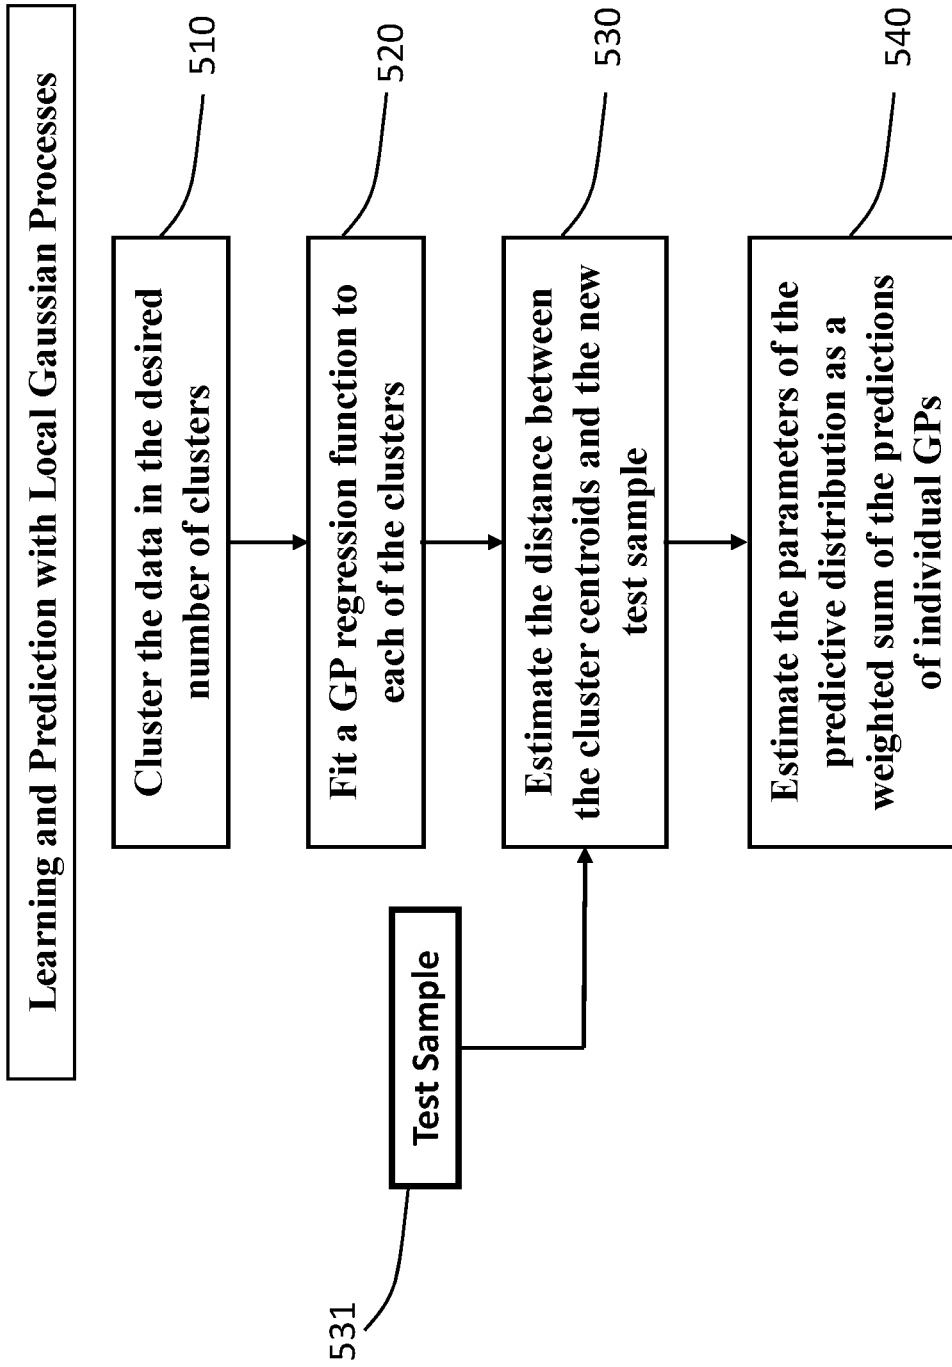 Learning and Prediction with Local Gaussian Processes
510
Cluster the data in the desired
number of clusters
520
Fit a GP regression function to
each of the clusters
530
Estimate the distance between
the cluster centroids and the new
test sample
531
Test Sample
540
Estimate the parameters of the
predictive distribution as a
weighted sum of the predictions
of individual GPs